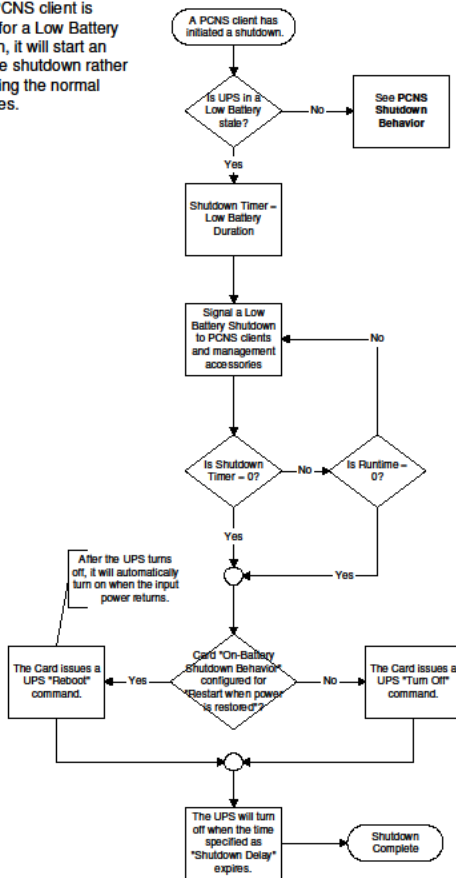 PCNS client is
for a Low Battery
n, it will start an
e shutdown rather
ing the normal
es.
A PCNS client has
initiated a shutdown.
Is UPS in a
Low Battery
state?
No
See PCNS
Shutdown
Behavior
Yes
Shutdown Timer =
Low Battery
Duration
Signal a Low
Battery Shutdown
to PCNS clients
and management
accessories
No
Is Shutdown
Timer = 0?
No
Is Runtime =
0?
Yes
Yes
After the UPS turns
off, it will automatically
turn on when the input
power returns.
The Card issues a
UPS "Reboot"
command.
Yes
Card "On-Battery
Shutdown Behavior"
configured for
"Restart when power
is restored"?
No
The Card issues a
UPS "Turn Off"
command.
The UPS will turn
off when the time
specified as
"Shutdown Delay"
expires.
Shutdown
Complete